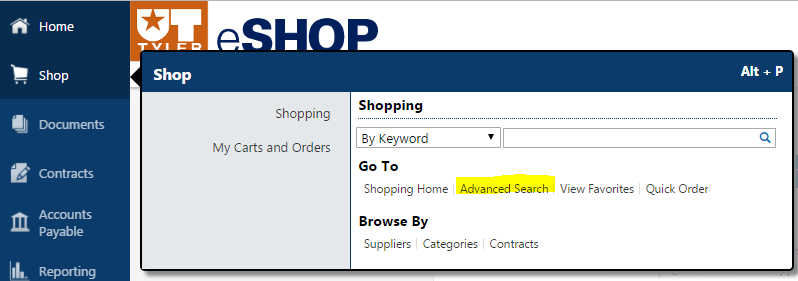 Home
UT
TYLER
eSHOP
Shop
Shop
Alt + P
Shopping
My Carts and Orders
Shopping
By Keyword
Go To
Shopping Home | Advanced Search | View Favorites | Quick Order
Browse By
Suppliers | Categories | Contracts
Documents
Contracts
Accounts
Payable
Reporting